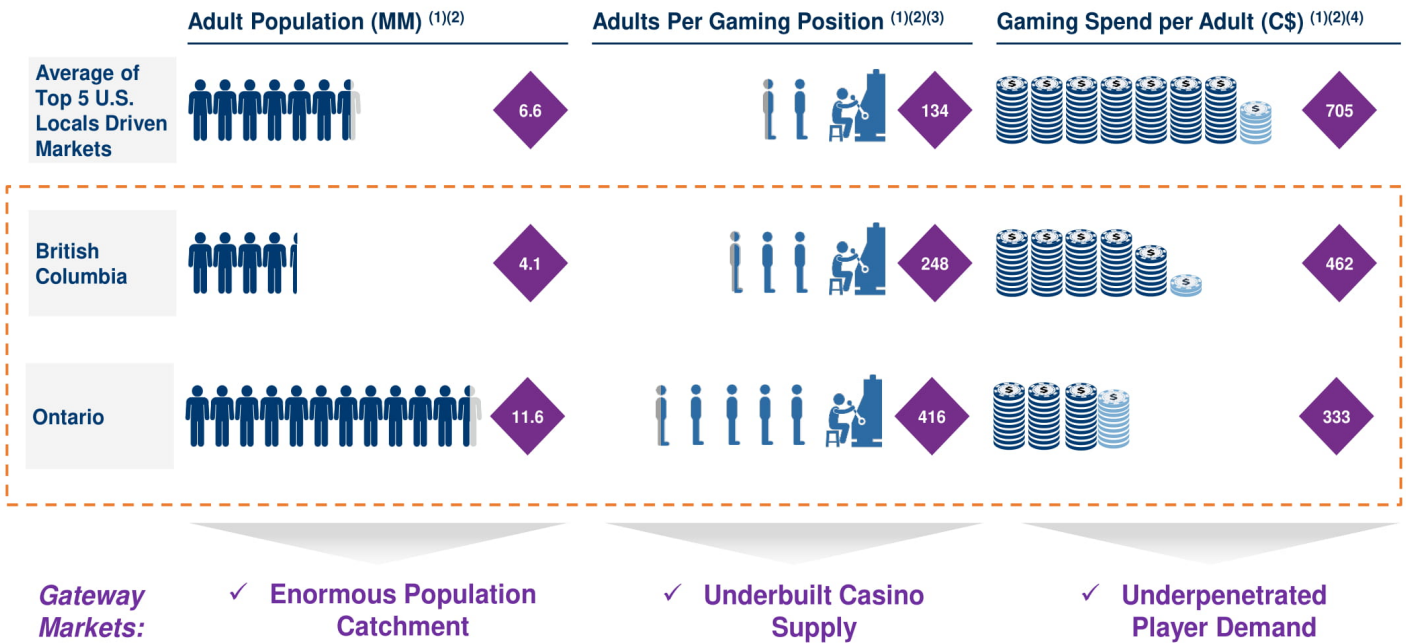 Adult Population (MM) (1)(2)
Adults Per Gaming Position (1)(2)(3)
Gaming Spend per Adult (C$) (1)(2)(4)
Average of
Top 5 U.S.
Locals Driven
Markets
6.6
134
$ $ $ $ $ $ $ $
705
British
Columbia
4.1
248
$ $ $ $ $ $
462
Ontario
11.6
416
$ $ $ $
333
Gateway
Markets:
✓ Enormous Population
Catchment
✓ Underbuilt Casino
Supply
✓ Underpenetrated
Player Demand